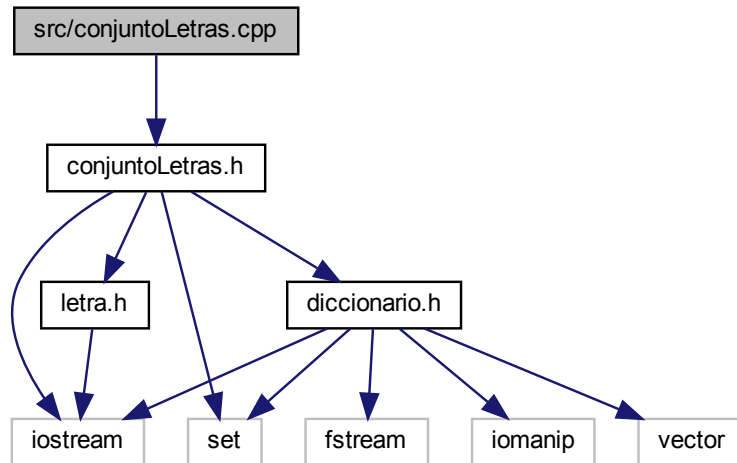 src/conjuntoLetras.cpp
conjuntoLetras.h
letra.h
diccionario.h
iostream
set
fstream
iomanip
vector